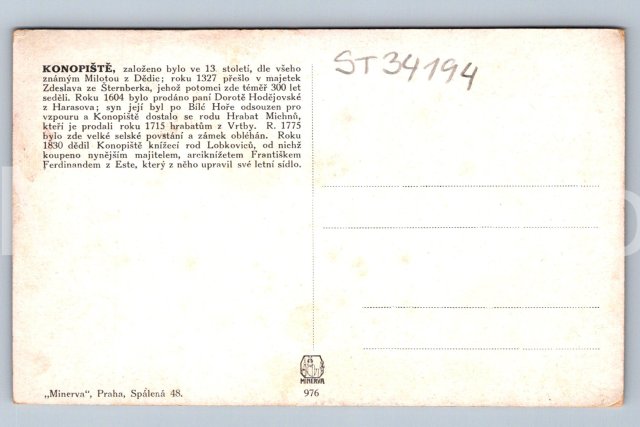 KONOPIŠTĚ, založeno bylo ve 13. století, dle všeho
známým Milotou z Dědic; roku 1327 přešlo v majetek
Zdeslava ze Šternberka, jehož potomci zde téměř 300 let
seděli. Roku 1604 bylo prodáno paní Dorotě Hodějovské
z Harasova; syn její byl po Bílé Hoře odsouzen pro
vzpouru a Konopiště dostalo se rodu Hrabat Michnů,
kteří je prodali roku 1715 hrabatům z Vrtby. R. 1775
bylo zde velké selské povstání a zámek obléhán. Roku
1830 dědil Konopiště knížecí rod Lobkoviců, od nichž
koupeno nynějším majitelem, arciknížetem Františkem
Ferdinandem z Este, který z něho upravil své letní sídlo.
ST 34194
MINERVA
„Minerva“, Praha, Spálená 48.
976